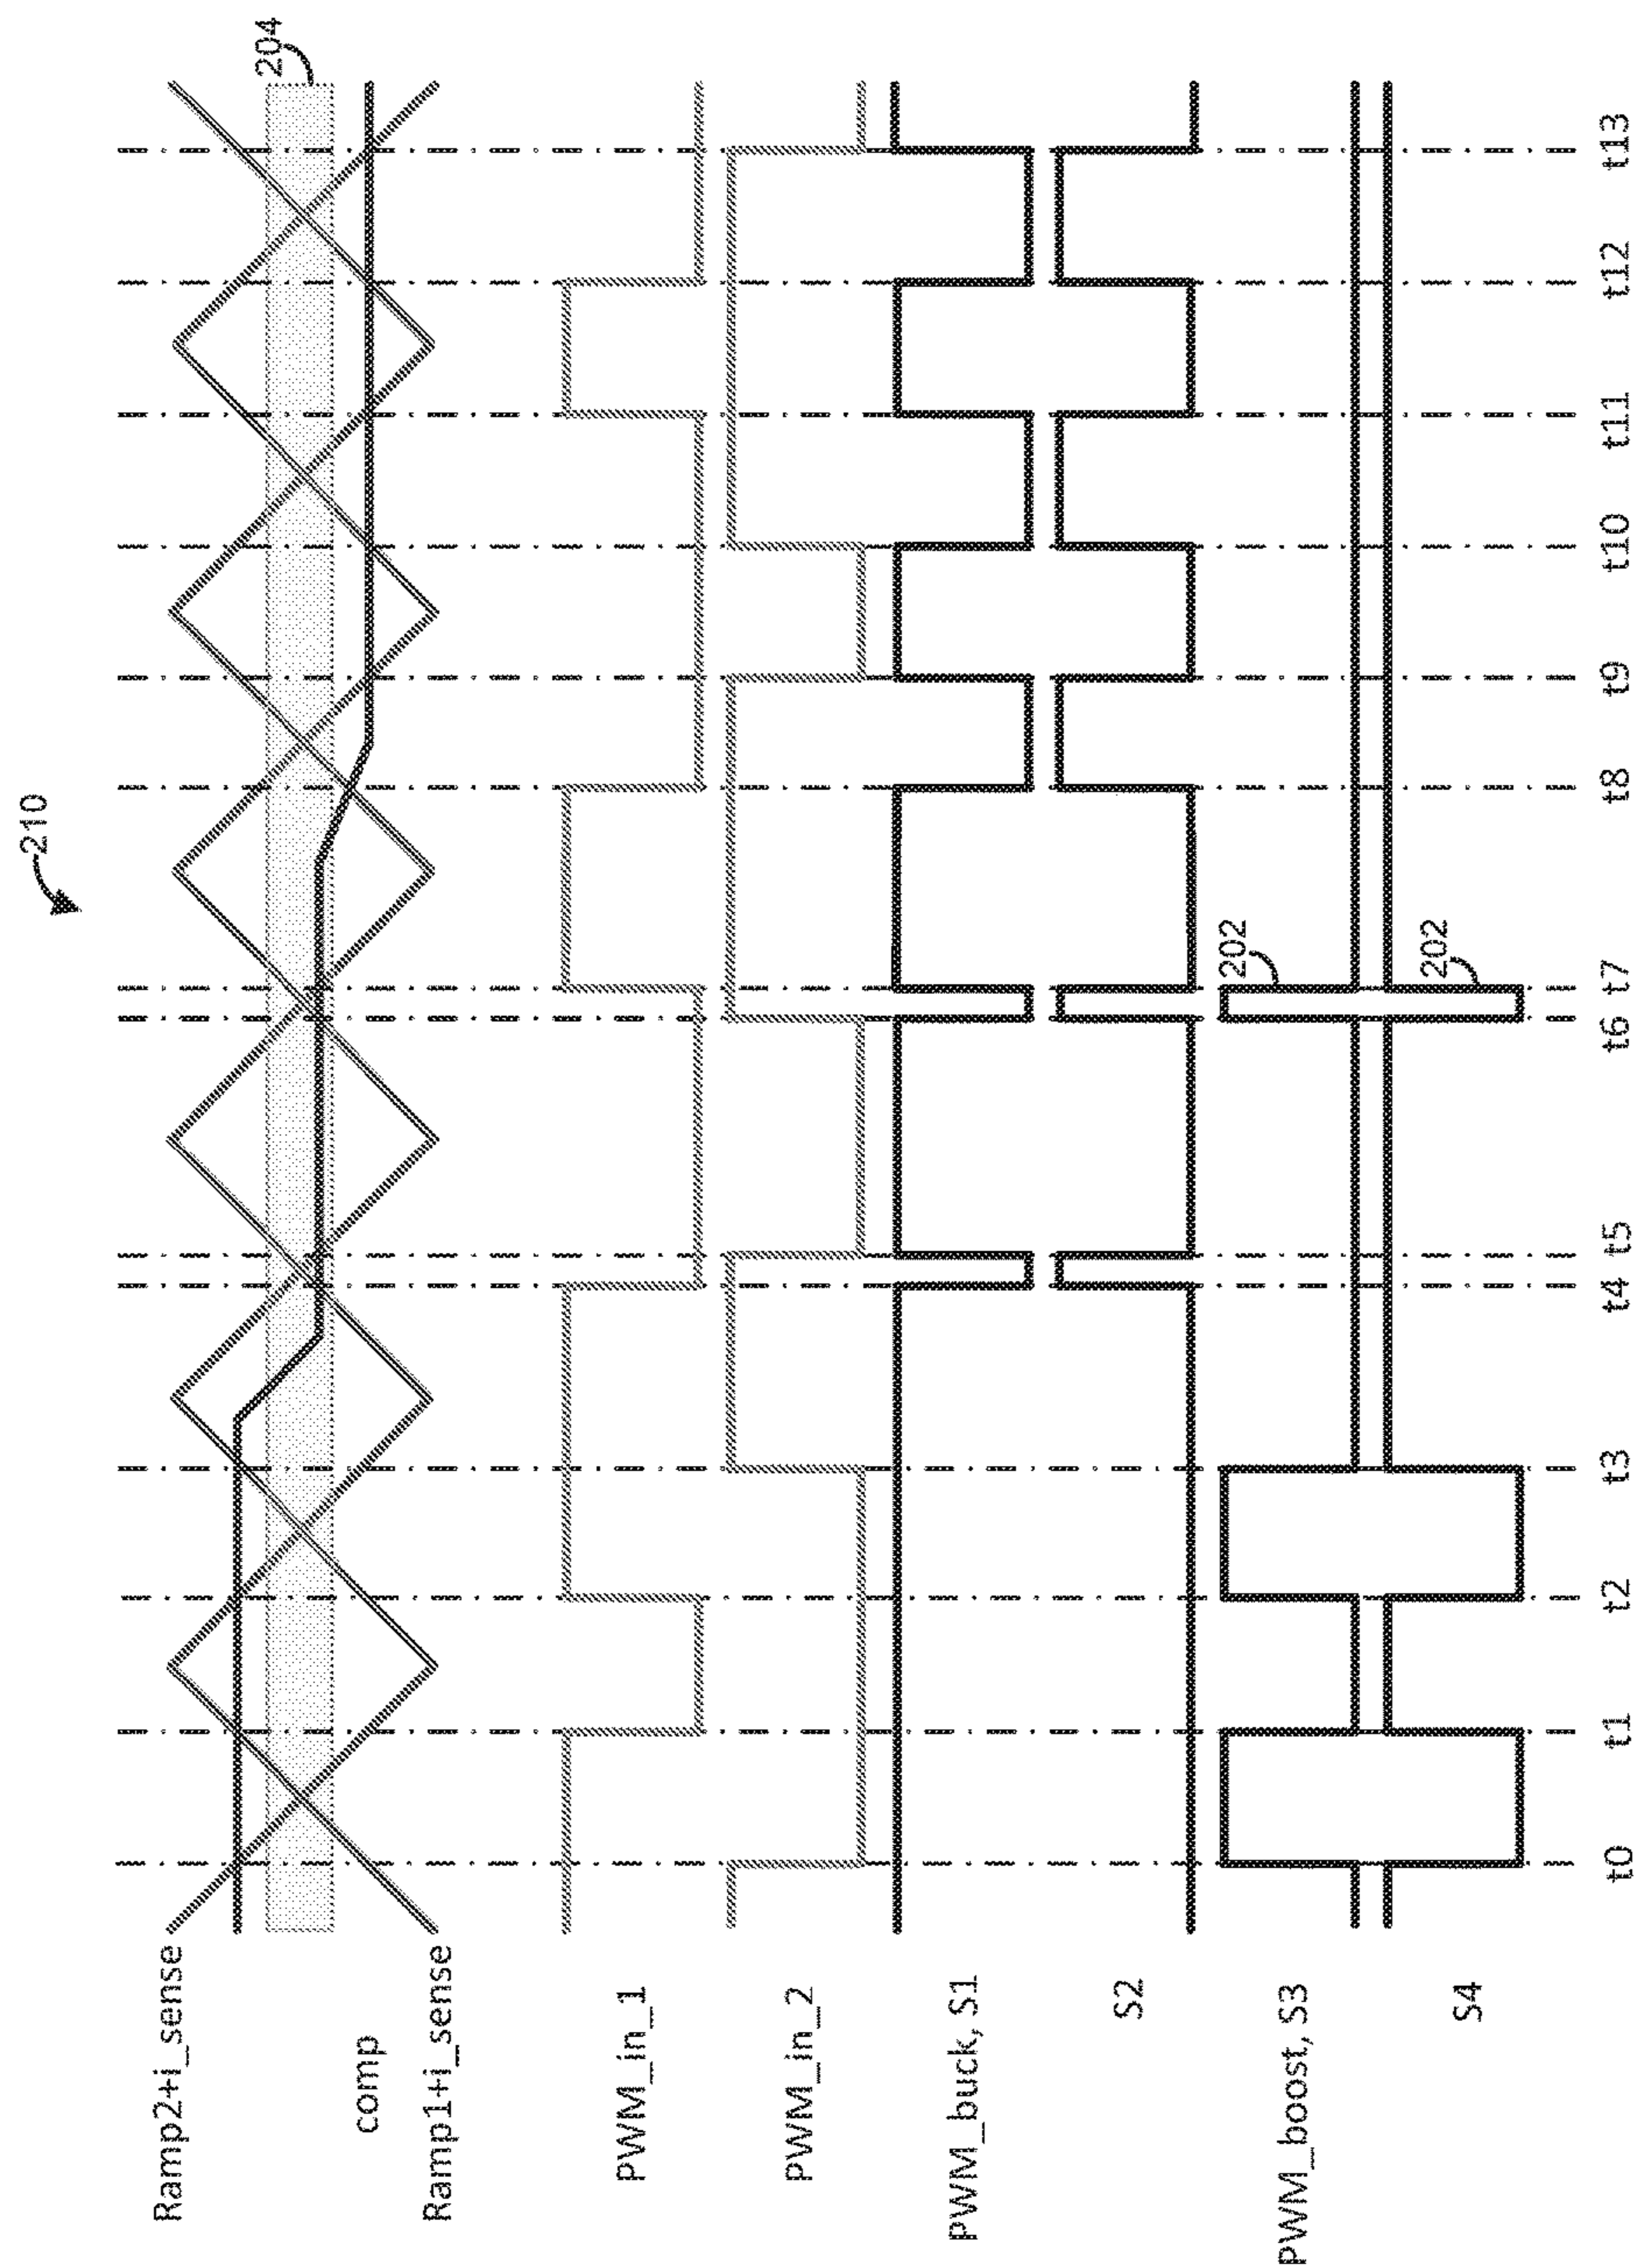 210
204
Ramp2+i_sense
comp
Ramp1+i_sense
PWM_in_1
PWM_in_2
PWM_buck, S1
S2
202
PWM_boost, S3
202
S4
t0 t1 t2 t3 t4 t5 t6 t7 t8 t9 t10 t11 t12 t13